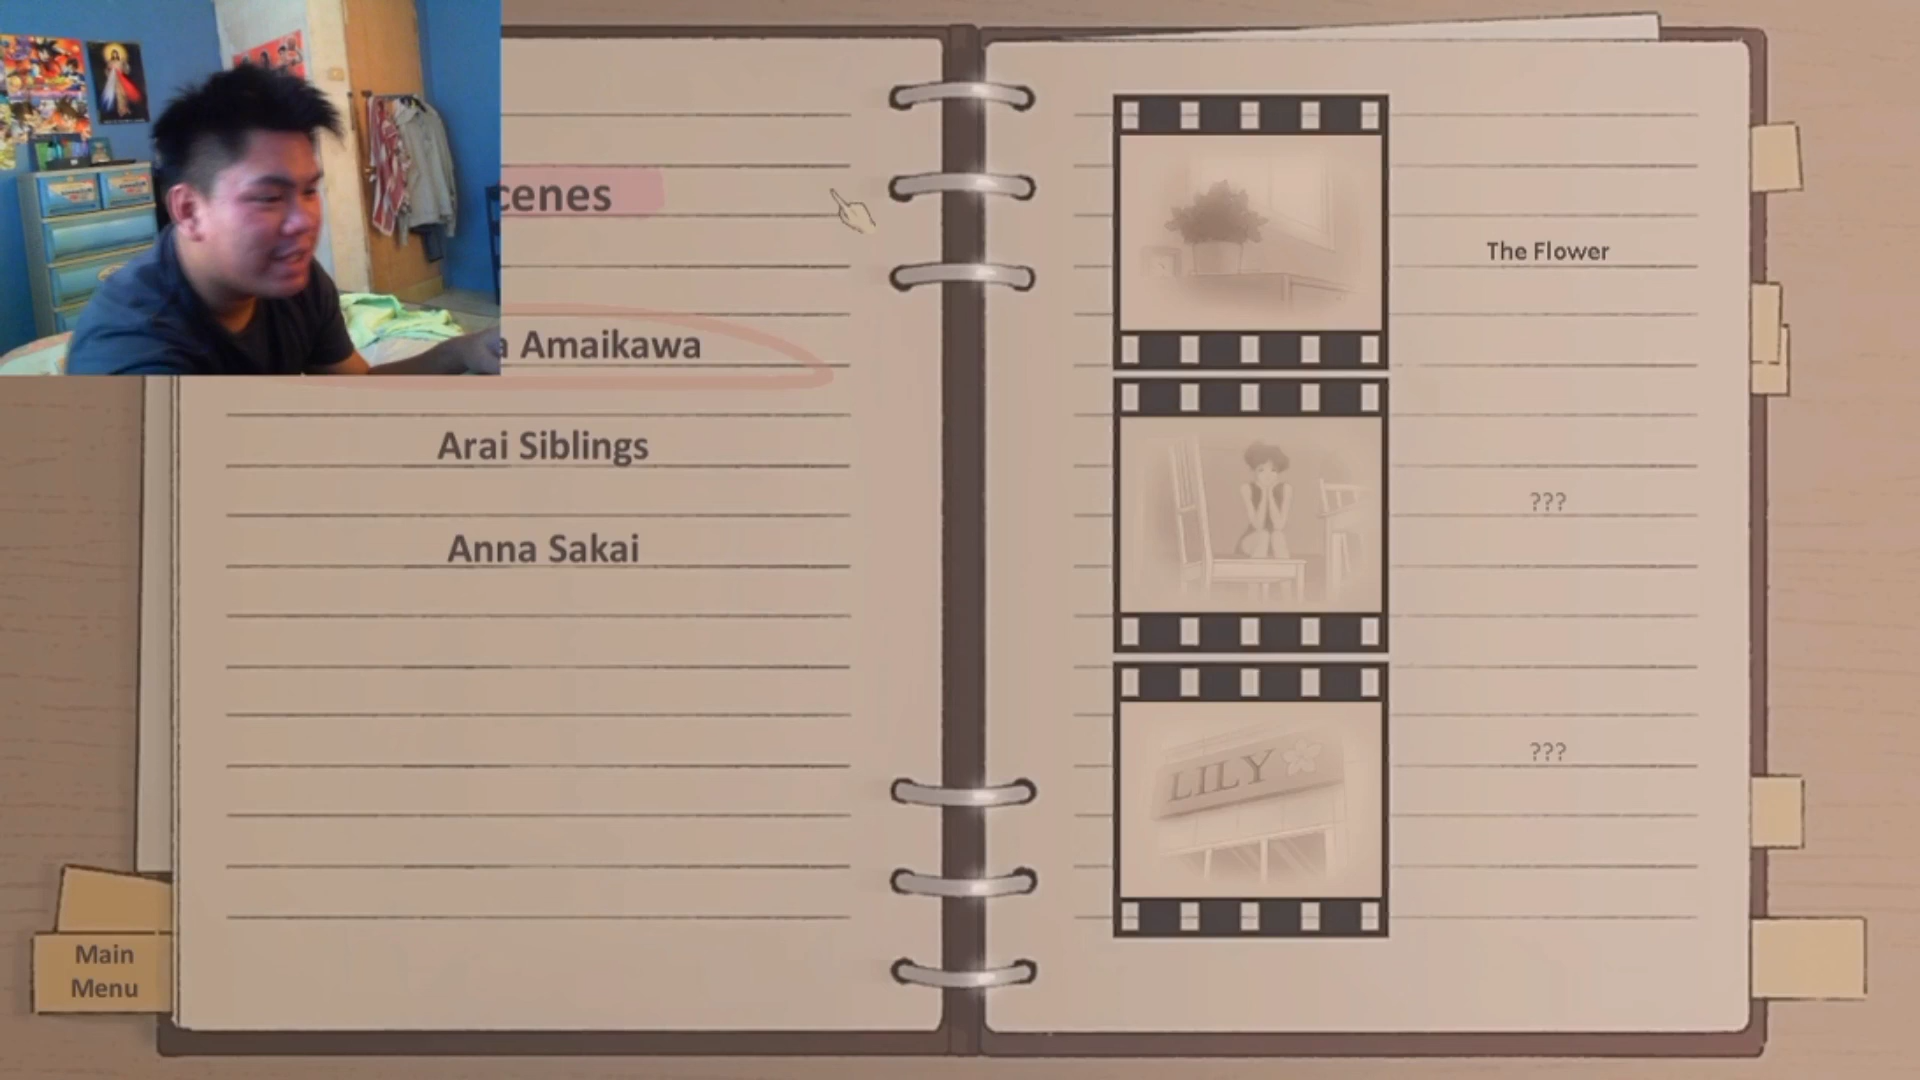 cenes
a Amaikawa
Arai Siblings
Anna Sakai
The Flower
???
LILY
???
Main
Menu